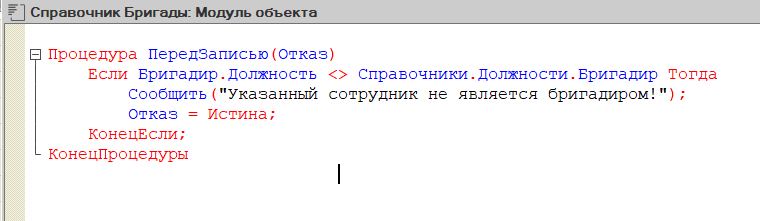 Справочник Бригады: Модуль объекта
Процедура ПередЗаписью(Отказ)
Если Бригадир.Должность <> Справочники.Должности.Бригадир Тогда
Сообщить("Указанный сотрудник не является бригадиром!");
Отказ = Истина;
КонецЕсли;
КонецПроцедуры